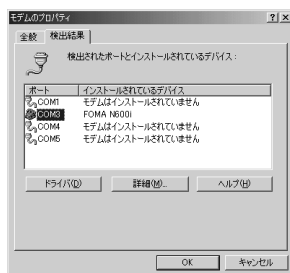 モデムのプロパティ
全般 検出結果
検出されたポートとインストールされているデバイス:
ポート インストールされているデバイス
COM1 モデムはインストールされていません
COM3 FOMA N600i
COM4 モデムはインストールされていません
COM5 モデムはインストールされていません
ドライバ(D) 詳細(M)... ヘルプ(H)
OK キャンセル